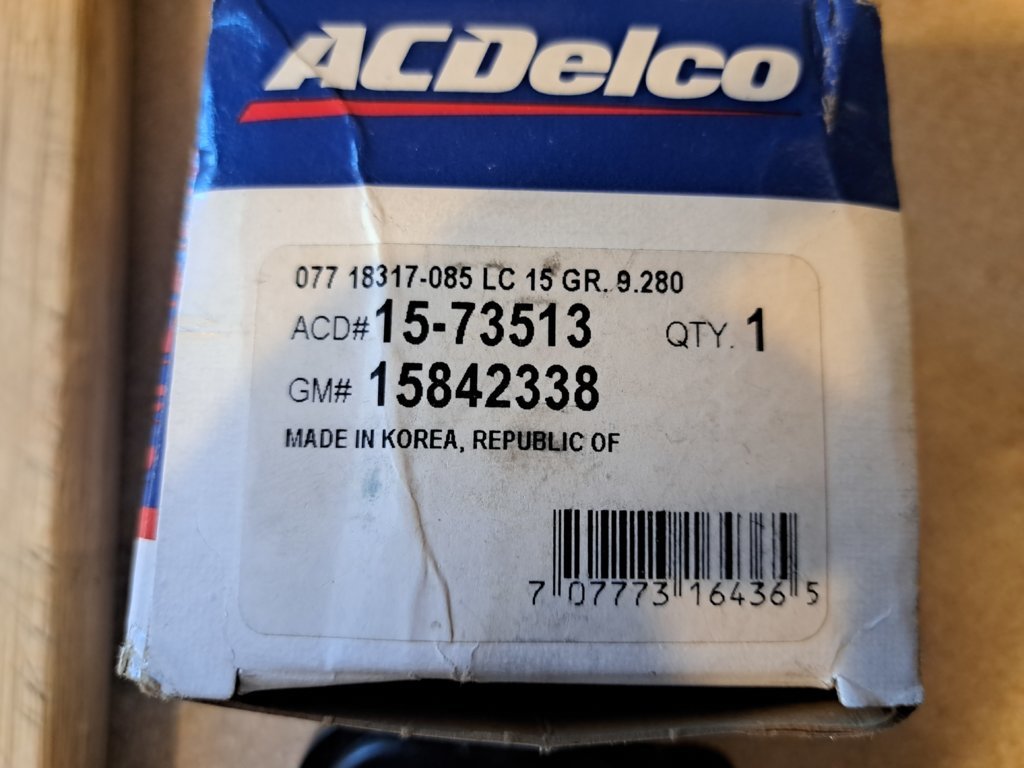 ACDelco
077 18317-085 LC 15 GR. 9.280
ACD# 15-73513 QTY. 1
GM# 15842338
MADE IN KOREA, REPUBLIC OF
7 07773 16436 5